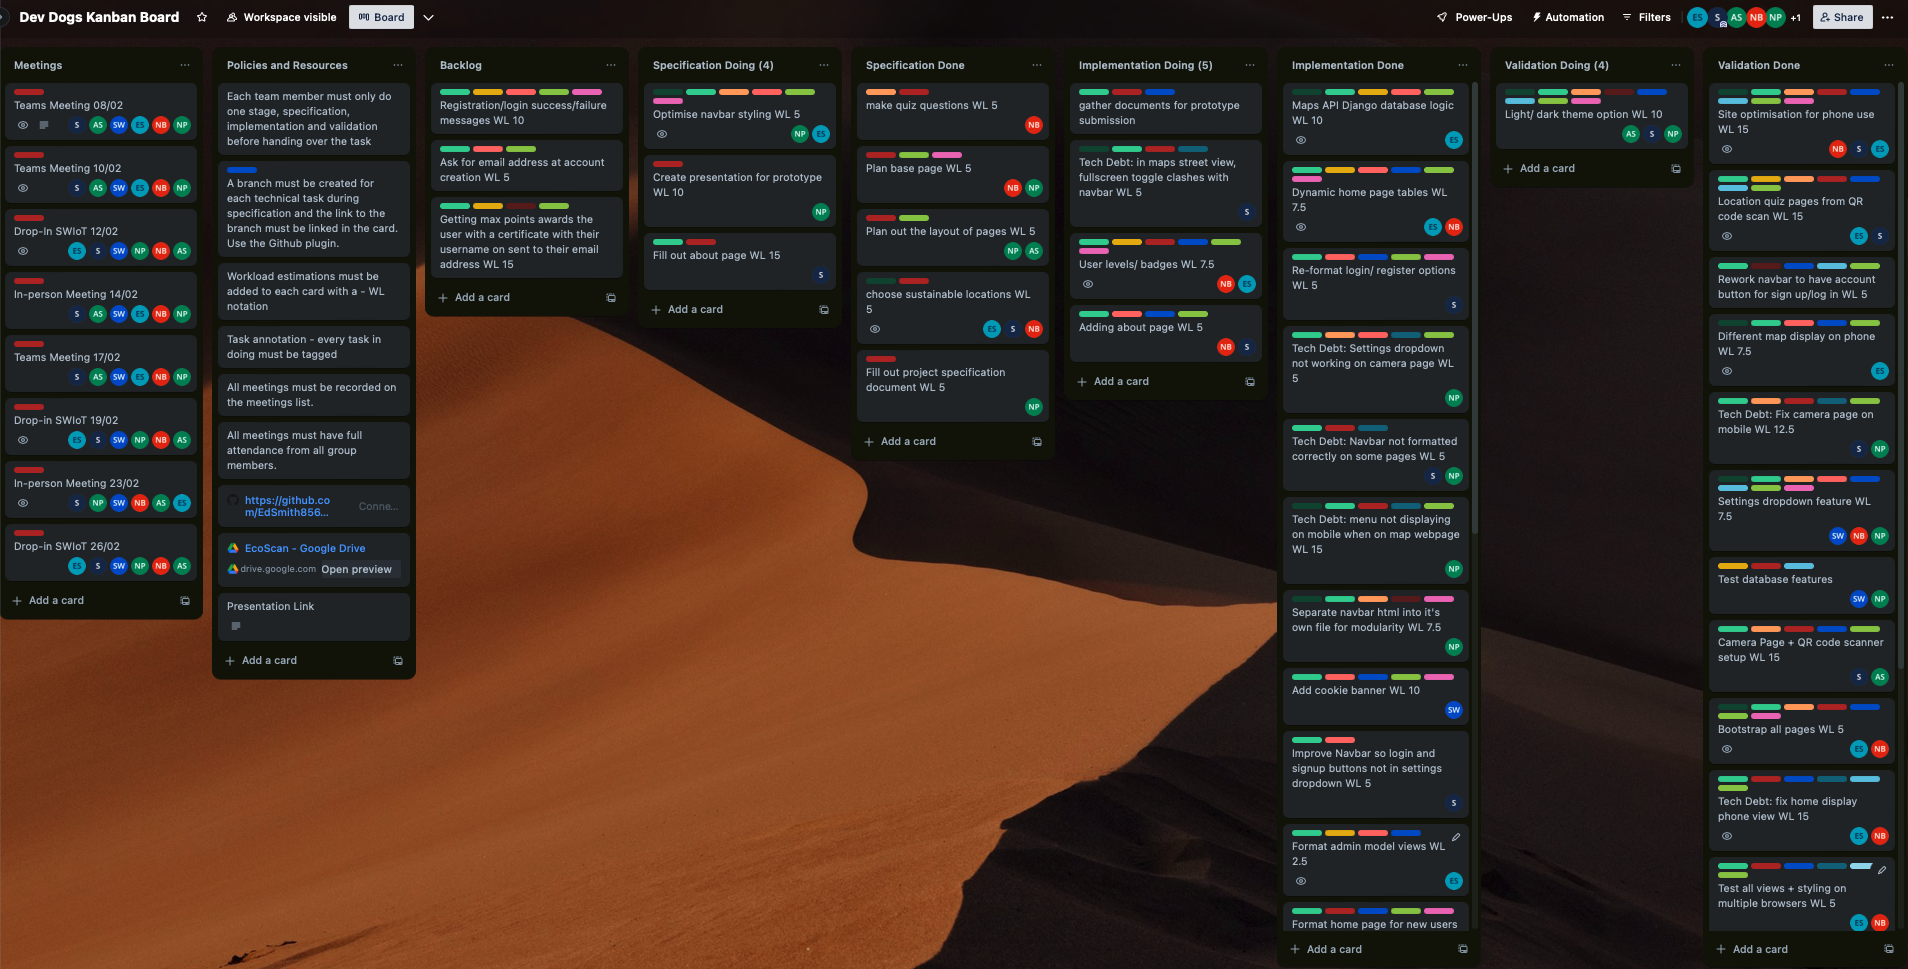 Dev Dogs Kanban Board
Workspace visible
Board
Power-Ups
Automation
Filters
ES
S
AS
NB
NP
+1
Share
Meetings
Teams Meeting 08/02
S AS SW ES NB NP
Teams Meeting 10/02
S AS SW ES NB NP
Drop-In SWIoT 12/02
ES S SW NP NB AS
In-person Meeting 14/02
S AS SW ES NB NP
Teams Meeting 17/02
S AS SW ES NB NP
Drop-in SWIoT 19/02
ES S SW NP NB AS
In-person Meeting 23/02
S NP SW NB AS ES
Drop-in SWIoT 26/02
ES S SW NP NB AS
Add a card
Policies and Resources
Each team member must only do
one stage, specification,
implementation and validation
before handing over the task
A branch must be created for
each technical task during
specification and the link to the
branch must be linked in the card.
Use the Github plugin.
Workload estimations must be
added to each card with a - WL
notation
Task annotation - every task in
doing must be tagged
All meetings must be recorded on
the meetings list.
All meetings must have full
attendance from all group
members.
https://github.co
m/EdSmith856...
Conne...
EcoScan - Google Drive
drive.google.com
Open preview
Presentation Link
Add a card
Backlog
Registration/login success/failure
messages WL 10
Ask for email address at account
creation WL 5
Getting max points awards the
user with a certificate with their
username on sent to their email
address WL 15
Add a card
Specification Doing (4)
Optimise navbar styling WL 5
NP ES
Create presentation for prototype
WL 10
NP
Fill out about page WL 15
S
Add a card
Specification Done
make quiz questions WL 5
NB
Plan base page WL 5
NB NP
Plan out the layout of pages WL 5
NP AS
choose sustainable locations WL
5
ES S NB
Fill out project specification
document WL 5
NP
Add a card
Implementation Doing (5)
gather documents for prototype
submission
Tech Debt: in maps street view,
fullscreen toggle clashes with
navbar WL 5
S
User levels/ badges WL 7.5
NB ES
Adding about page WL 5
NB S
Add a card
Implementation Done
Maps API Django database logic
WL 10
ES
Dynamic home page tables WL
7.5
ES NB
Re-format login/ register options
WL 5
S
Tech Debt: Settings dropdown
not working on camera page WL
5
NP
Tech Debt: Navbar not formatted
correctly on some pages WL 5
S NP
Tech Debt: menu not displaying
on mobile when on map webpage
WL 15
NP
Separate navbar html into it's
own file for modularity WL 7.5
NP
Add cookie banner WL 10
SW
Improve Navbar so login and
signup buttons not in settings
dropdown WL 5
S
Format admin model views WL
2.5
ES
Format home page for new users
Add a card
Validation Doing (4)
Light/ dark theme option WL 10
AS S NP
Add a card
Validation Done
Site optimisation for phone use
WL 15
NB S ES
Location quiz pages from QR
code scan WL 15
ES S
Rework navbar to have account
button for sign up/log in WL 5
Different map display on phone
WL 7.5
ES
Tech Debt: Fix camera page on
mobile WL 12.5
S NP
Settings dropdown feature WL
7.5
SW NB NP
Test database features
SW NP
Camera Page + QR code scanner
setup WL 15
S AS
Bootstrap all pages WL 5
ES NB
Tech Debt: fix home display
phone view WL 15
ES NB
Test all views + styling on
multiple browsers WL 5
ES NB
Add a card